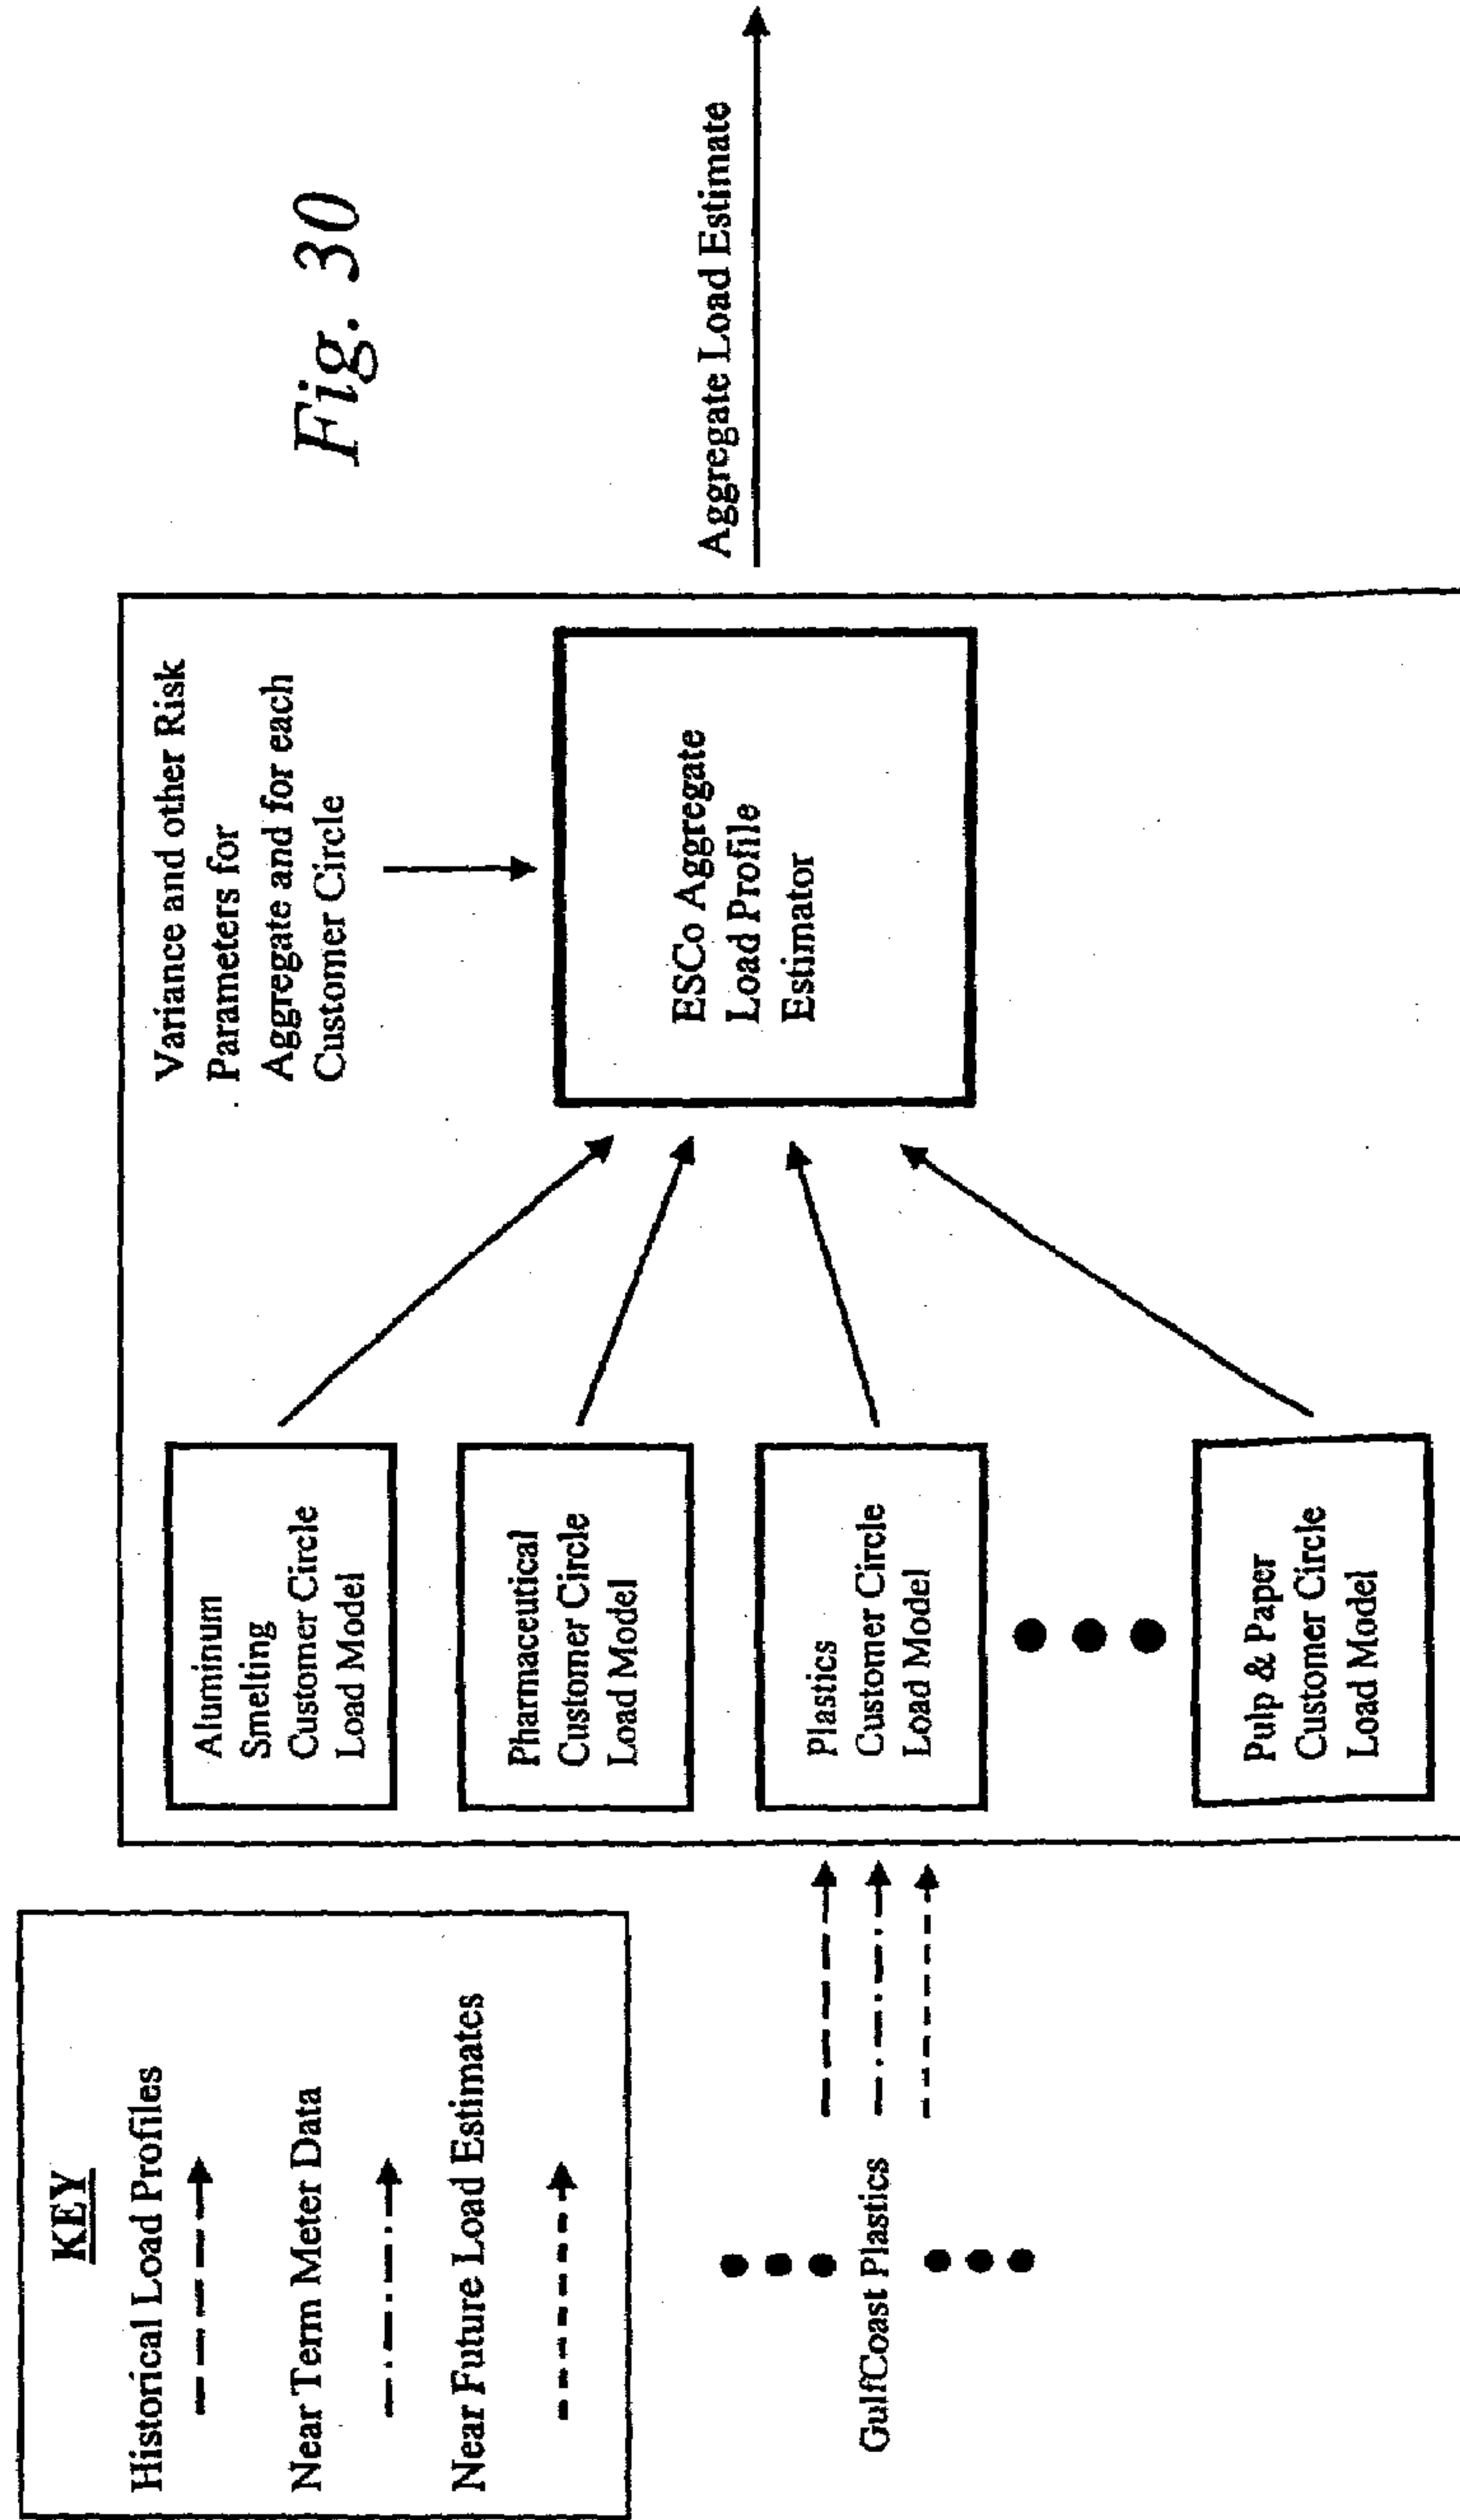 KEY
Historical Load Profiles
Near Term Meter Data
Near Future Load Estimates
GulfCoast Plastics
Aluminum
Smelting
Customer Circle
Load Model
Pharmaceutical
Customer Circle
Load Model
Plastics
Customer Circle
Load Model
Pulp & Paper
Customer Circle
Load Model
Variance and other Risk
Parameters for
Aggregate and for each
Customer Circle
ESCo Aggregate
Load Profile
Estimator
Aggregate Load Estimate
Fig. 30